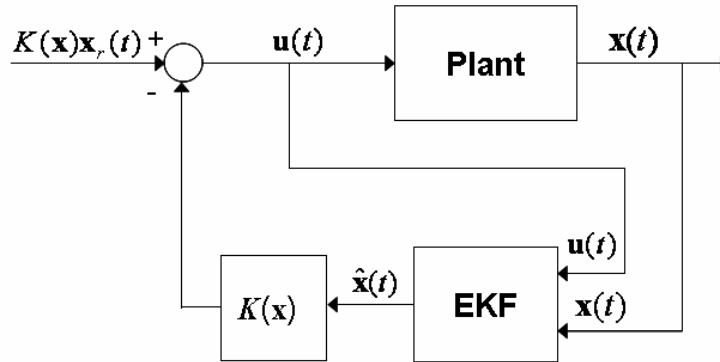 K(x)x_r(t) +
-
u(t)
Plant
x(t)
u(t)
x(t)
EKF
x̂(t)
K(x)